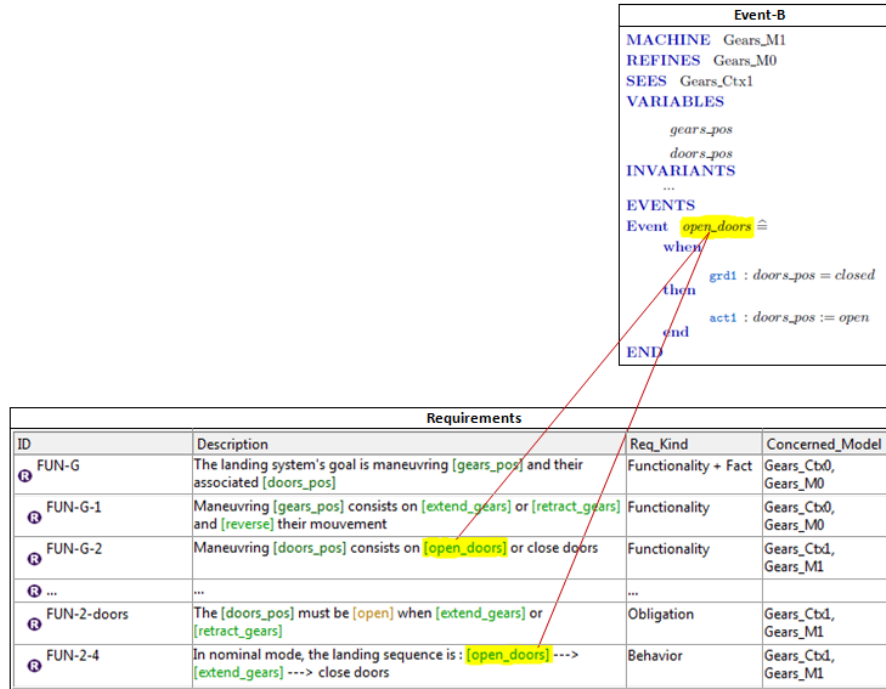 Event-B
MACHINE Gears_M1
REFINES Gears_M0
SEES Gears_Ctx1
VARIABLES
gears_pos
doors_pos
INVARIANTS
...
EVENTS
Event open_doors ≙
when
grd1 : doors_pos = closed
then
act1 : doors_pos := open
end
END
Requirements
ID Description Req_Kind Concerned_Model
R FUN-G The landing system's goal is maneuvring [gears_pos] and their Functionality + Fact Gears_Ctx0,
associated [doors_pos] Gears_M0
R FUN-G-1 Maneuvring [gears_pos] consists on [extend_gears] or [retract_gears] Functionality Gears_Ctx0,
and [reverse] their mouvement Gears_M0
R FUN-G-2 Maneuvring [doors_pos] consists on [open_doors] or close doors Functionality Gears_Ctx1,
Gears_M1
R ... ... ...
R FUN-2-doors The [doors_pos] must be [open] when [extend_gears] or Obligation Gears_Ctx1,
[retract_gears] Gears_M1
R FUN-2-4 In nominal mode, the landing sequence is : [open_doors] ---> Behavior Gears_Ctx1,
[extend_gears] ---> close doors Gears_M1